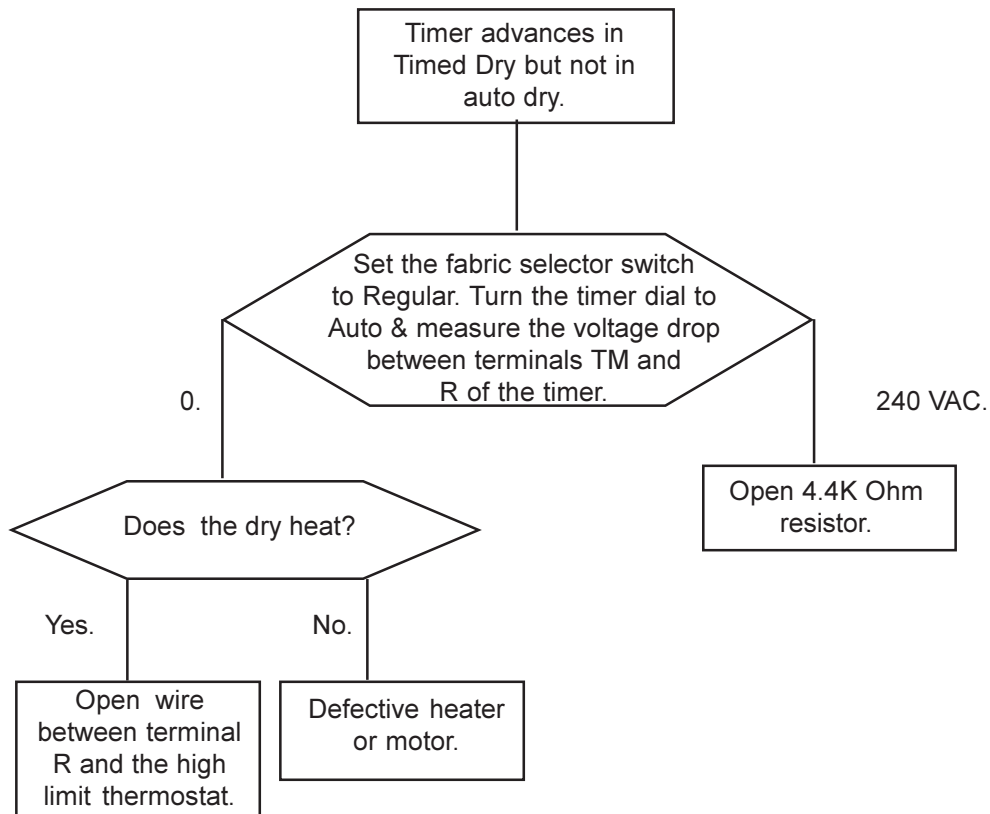 Timer advances in
Timed Dry but not in
auto dry.
Set the fabric selector switch
to Regular. Turn the timer dial to
Auto & measure the voltage drop
between terminals TM and
R of the timer.
0.
240 VAC.
Does the dry heat?
Open 4.4K Ohm
resistor.
Yes.
No.
Open wire
between terminal
R and the high
limit thermostat.
Defective heater
or motor.